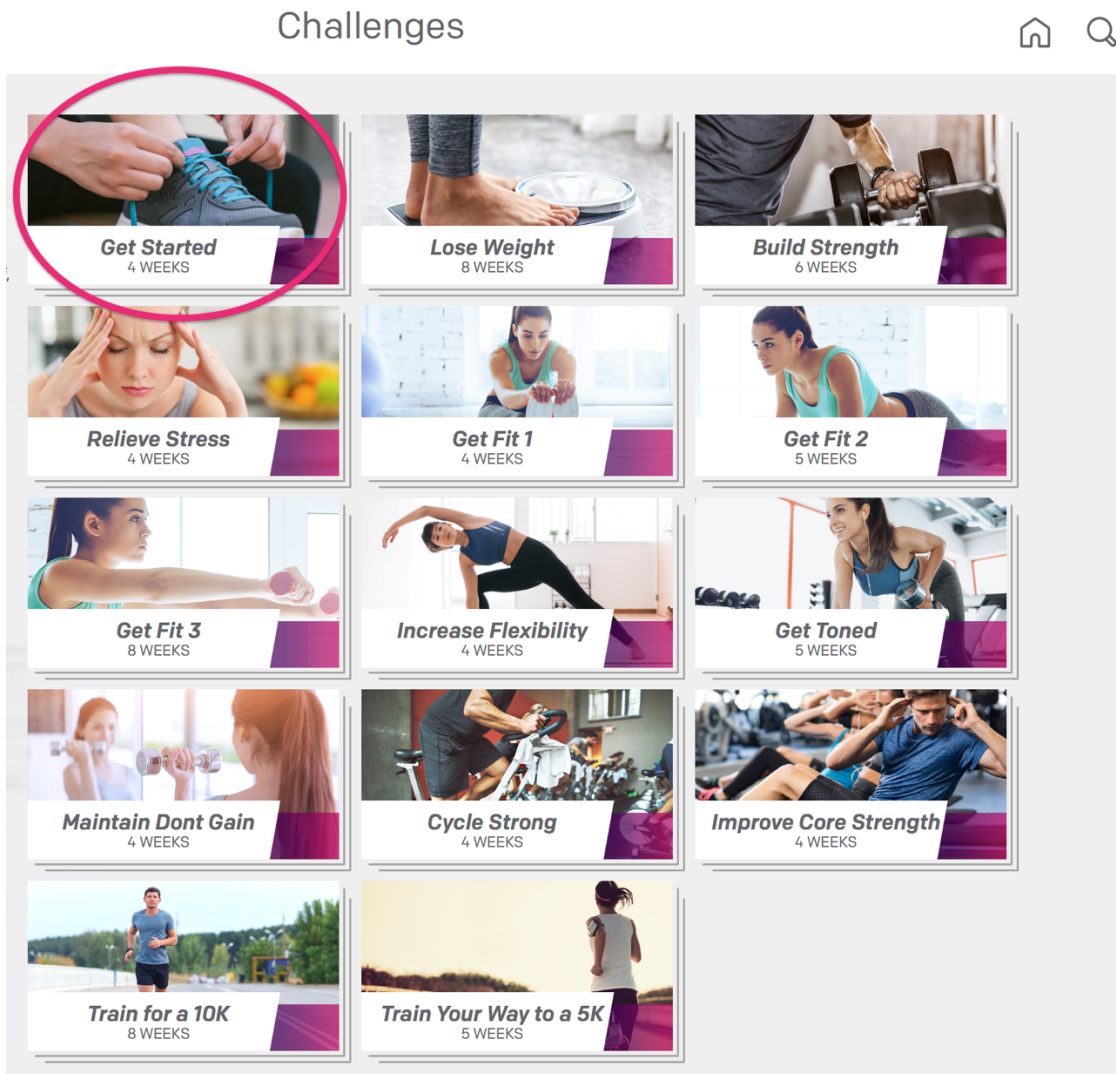 Challenges
Get Started
4 WEEKS
Lose Weight
8 WEEKS
Build Strength
6 WEEKS
Relieve Stress
4 WEEKS
Get Fit 1
4 WEEKS
Get Fit 2
5 WEEKS
Get Fit 3
8 WEEKS
Increase Flexibility
4 WEEKS
Get Toned
5 WEEKS
Maintain Dont Gain
4 WEEKS
Cycle Strong
4 WEEKS
Improve Core Strength
4 WEEKS
Train for a 10K
8 WEEKS
Train Your Way to a 5K
5 WEEKS